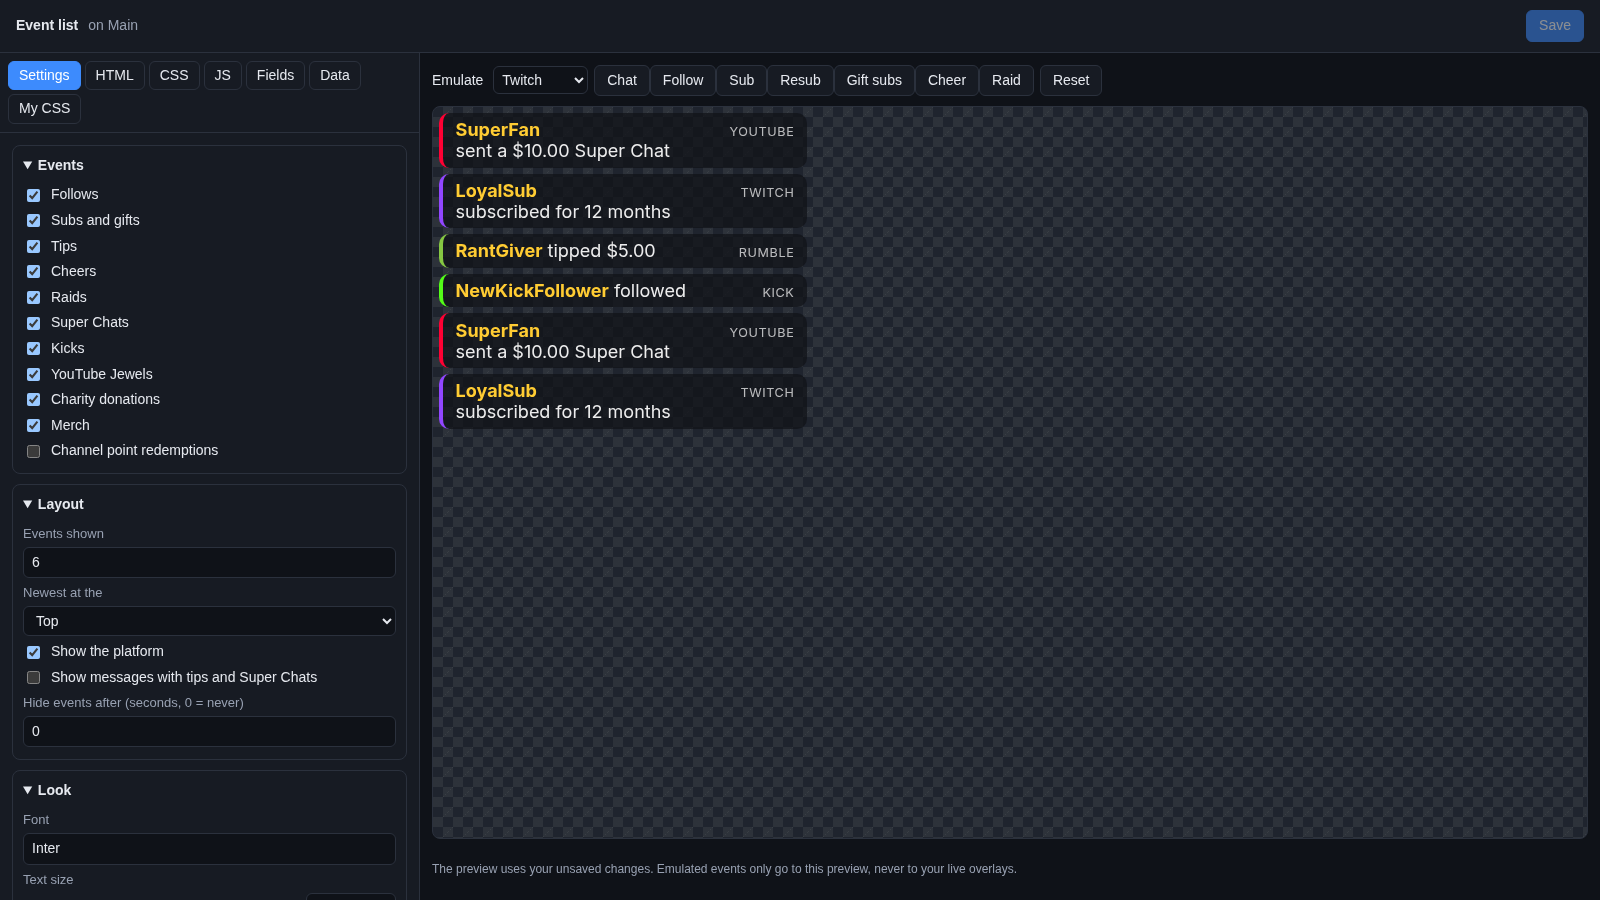 Event list on Main
Save
Settings HTML CSS JS Fields Data
My CSS
Events
Follows
Subs and gifts
Tips
Cheers
Raids
Super Chats
Kicks
YouTube Jewels
Charity donations
Merch
Channel point redemptions
Layout
Events shown
6
Newest at the
Top
Show the platform
Show messages with tips and Super Chats
Hide events after (seconds, 0 = never)
0
Look
Font
Inter
Text size
Emulate Twitch Chat Follow Sub Resub Gift subs Cheer Raid Reset
SuperFan YOUTUBE
sent a $10.00 Super Chat
LoyalSub TWITCH
subscribed for 12 months
RantGiver tipped $5.00 RUMBLE
NewKickFollower followed KICK
SuperFan YOUTUBE
sent a $10.00 Super Chat
LoyalSub TWITCH
subscribed for 12 months
The preview uses your unsaved changes. Emulated events only go to this preview, never to your live overlays.